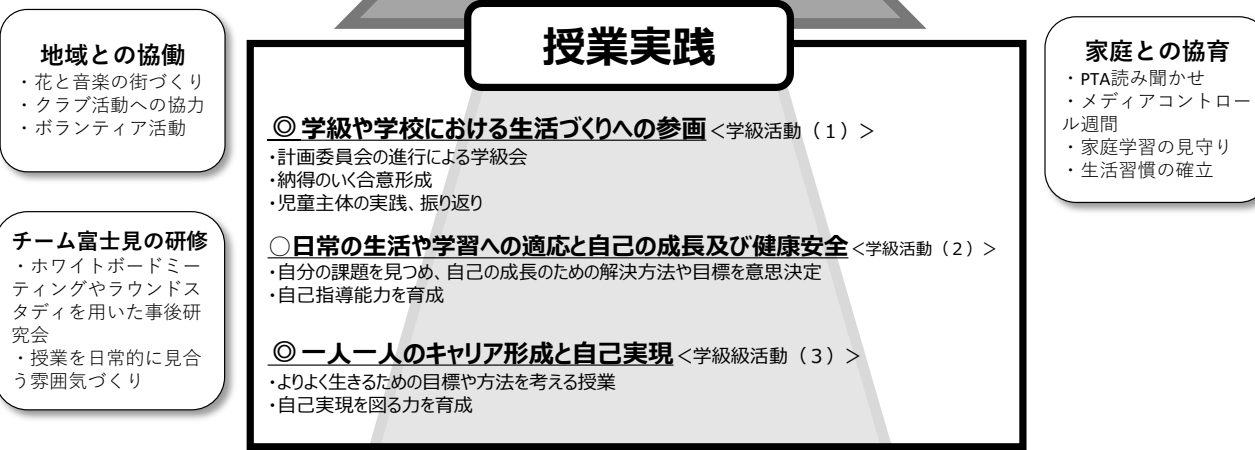 地域との協働
・花と音楽の街づくり
・クラブ活動への協力
・ボランティア活動
チーム富士見の研修
・ホワイトボードミー
ティングやラウンドス
タディを用いた事後研
究会
・授業を日常的に見合
う雰囲気づくり
授業実践
◎学級や学校における生活づくりへの参画<学級活動（１）>
・計画委員会の進行による学級会
・納得のいく合意形成
・児童主体の実践、振り返り
○日常の生活や学習への適応と自己の成長及び健康安全<学級活動（２）>
・自分の課題を見つめ、自己の成長のための解決方法や目標を意思決定
・自己指導能力を育成
◎一人一人のキャリア形成と自己実現<学級級活動（３）>
・よりよく生きるための目標や方法を考える授業
・自己実現を図る力を育成
家庭との協育
・PTA読み聞かせ
・メディアコントロー
ル週間
・家庭学習の見守り
・生活習慣の確立